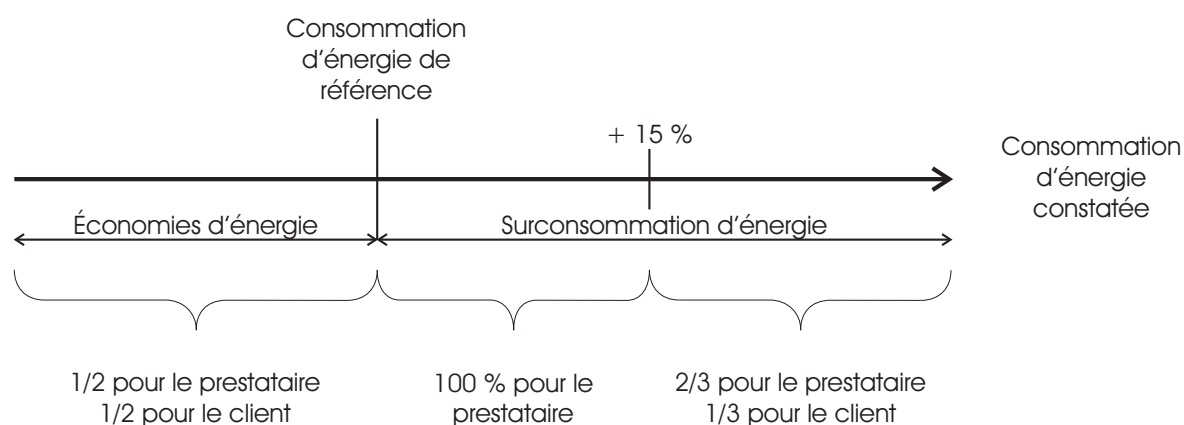 Consommation
d'énergie de
référence
+ 15 %
Consommation
d'énergie
constatée
Économies d'énergie
Surconsommation d'énergie
1/2 pour le prestataire
1/2 pour le client
100 % pour le
prestataire
2/3 pour le prestataire
1/3 pour le client